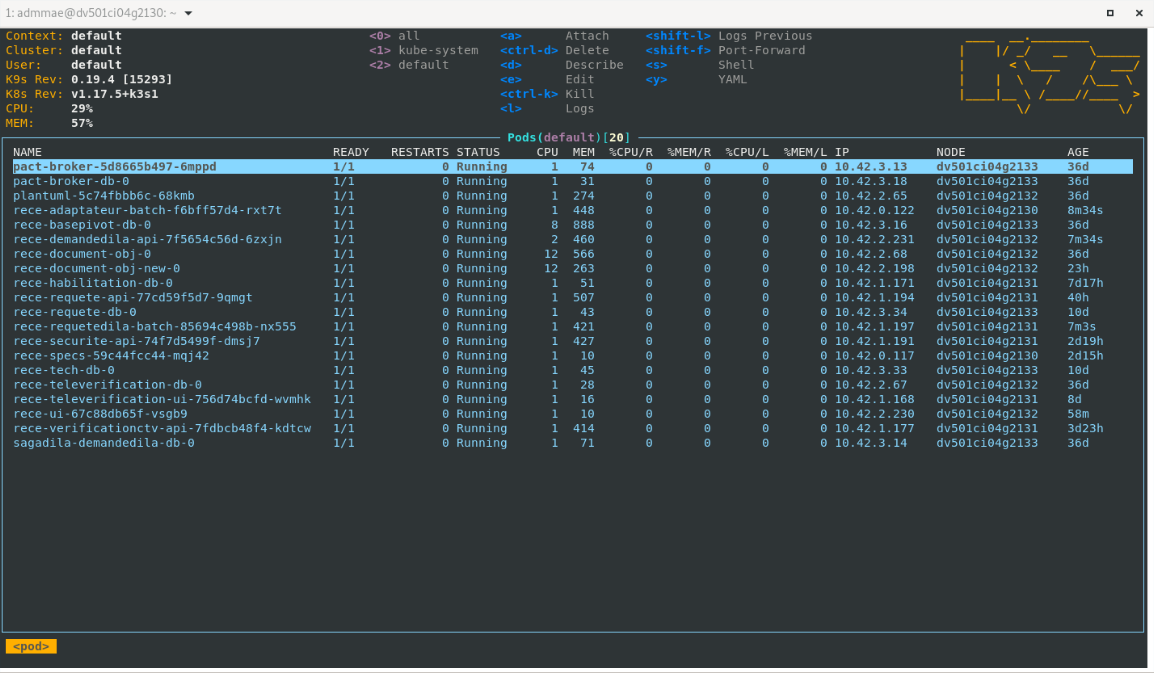 1: admmae@dv501ci04g2130: ~
Context: default <0> all <a> Attach <shift-l> Logs Previous
Cluster: default <1> kube-system <ctrl-d> Delete <shift-f> Port-Forward
User: default <2> default <d> Describe <s> Shell
K9s Rev: 0.19.4 [15293] <e> Edit <y> YAML
K8s Rev: v1.17.5+k3s1 <ctrl-k> Kill
CPU: 29% <l> Logs
MEM: 57%
Pods(default)[20]
NAME READY RESTARTS STATUS CPU MEM %CPU/R %MEM/R %CPU/L %MEM/L IP NODE AGE
pact-broker-5d8665b497-6mppd 1/1 0 Running 1 74 0 0 0 0 10.42.3.13 dv501ci04g2133 36d
pact-broker-db-0 1/1 0 Running 1 31 0 0 0 0 10.42.3.18 dv501ci04g2133 36d
plantuml-5c74fbbb6c-68kmb 1/1 0 Running 1 274 0 0 0 0 10.42.2.65 dv501ci04g2132 36d
rece-adaptateur-batch-f6bff57d4-rxt7t 1/1 0 Running 1 448 0 0 0 0 10.42.0.122 dv501ci04g2130 8m34s
rece-basepivot-db-0 1/1 0 Running 8 888 0 0 0 0 10.42.3.16 dv501ci04g2133 36d
rece-demandedila-api-7f5654c56d-6zxjn 1/1 0 Running 2 460 0 0 0 0 10.42.2.231 dv501ci04g2132 7m34s
rece-document-obj-0 1/1 0 Running 12 566 0 0 0 0 10.42.2.68 dv501ci04g2132 36d
rece-document-obj-new-0 1/1 0 Running 12 263 0 0 0 0 10.42.2.198 dv501ci04g2132 23h
rece-habilitation-db-0 1/1 0 Running 1 51 0 0 0 0 10.42.1.171 dv501ci04g2131 7d17h
rece-requete-api-77cd59f5d7-9qmgt 1/1 0 Running 1 507 0 0 0 0 10.42.1.194 dv501ci04g2131 40h
rece-requete-db-0 1/1 0 Running 1 43 0 0 0 0 10.42.3.34 dv501ci04g2133 10d
rece-requetedila-batch-85694c498b-nx555 1/1 0 Running 1 421 0 0 0 0 10.42.1.197 dv501ci04g2131 7m3s
rece-securite-api-74f7d5499f-dmsj7 1/1 0 Running 1 427 0 0 0 0 10.42.1.191 dv501ci04g2131 2d19h
rece-specs-59c44fcc44-mqj42 1/1 0 Running 1 10 0 0 0 0 10.42.0.117 dv501ci04g2130 2d15h
rece-tech-db-0 1/1 0 Running 1 45 0 0 0 0 10.42.3.33 dv501ci04g2133 10d
rece-televerification-db-0 1/1 0 Running 1 28 0 0 0 0 10.42.2.67 dv501ci04g2132 36d
rece-televerification-ui-756d74bcfd-wvmhk 1/1 0 Running 1 16 0 0 0 0 10.42.1.168 dv501ci04g2131 8d
rece-ui-67c88db65f-vsgb9 1/1 0 Running 1 10 0 0 0 0 10.42.2.230 dv501ci04g2132 58m
rece-verificationctv-api-7fdbcb48f4-kdtcw 1/1 0 Running 1 414 0 0 0 0 10.42.1.177 dv501ci04g2131 3d23h
sagadila-demandedila-db-0 1/1 0 Running 1 71 0 0 0 0 10.42.3.14 dv501ci04g2133 36d
<pod>